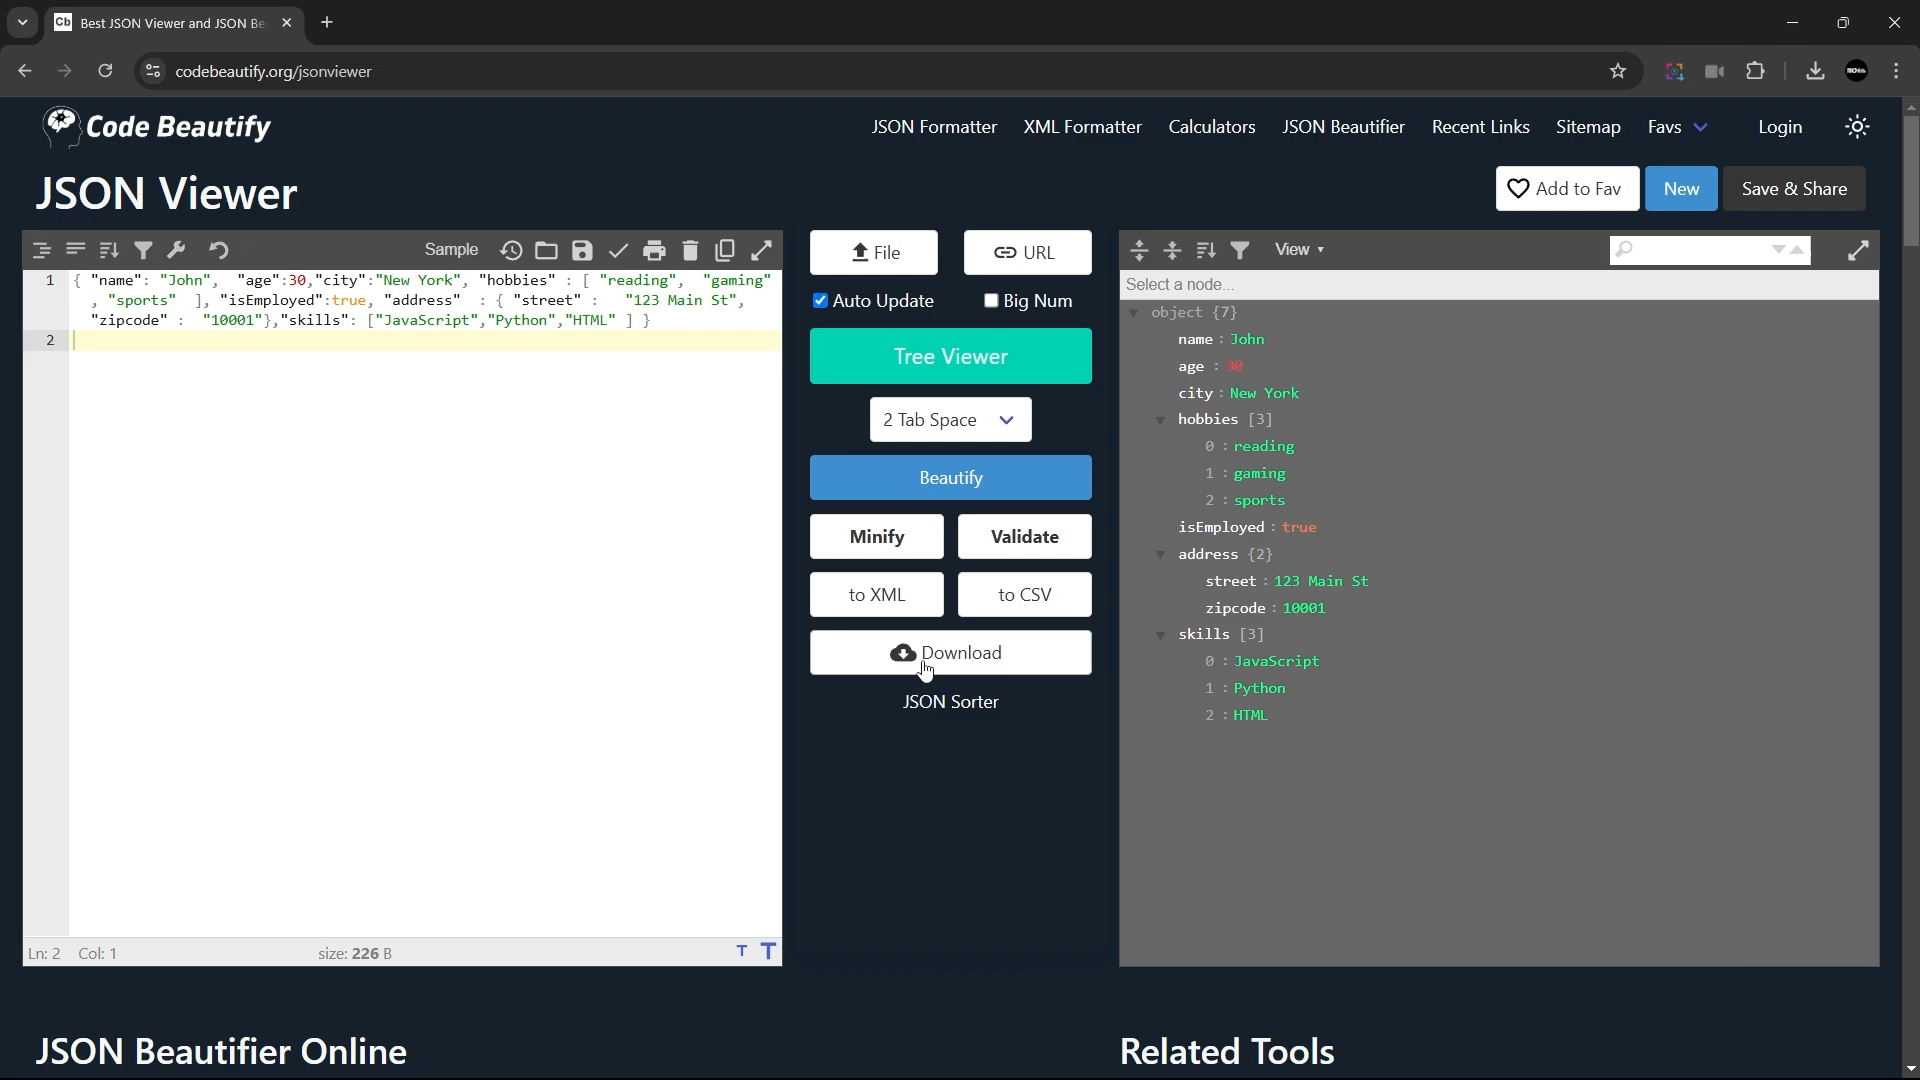 Cb Best JSON Viewer and JSON Be
codebeautify.org/jsonviewer
Code Beautify
JSON Formatter XML Formatter Calculators JSON Beautifier Recent Links Sitemap Favs Login
JSON Viewer
Add to Fav New Save & Share
Sample
1 { "name": "John", "age":30,"city":"New York", "hobbies" : [ "reading", "gaming"
, "sports" ], "isEmployed":true, "address" : { "street" : "123 Main St",
"zipcode" : "10001"},"skills": ["JavaScript","Python","HTML" ] }
2
Ln: 2 Col: 1 size: 226 B T T
File URL
Auto Update Big Num
Tree Viewer
2 Tab Space
Beautify
Minify Validate
to XML to CSV
Download
JSON Sorter
View
Select a node...
object {7}
name : John
age : 30
city : New York
hobbies [3]
0 : reading
1 : gaming
2 : sports
isEmployed : true
address {2}
street : 123 Main St
zipcode : 10001
skills [3]
0 : JavaScript
1 : Python
2 : HTML
JSON Beautifier Online
Related Tools